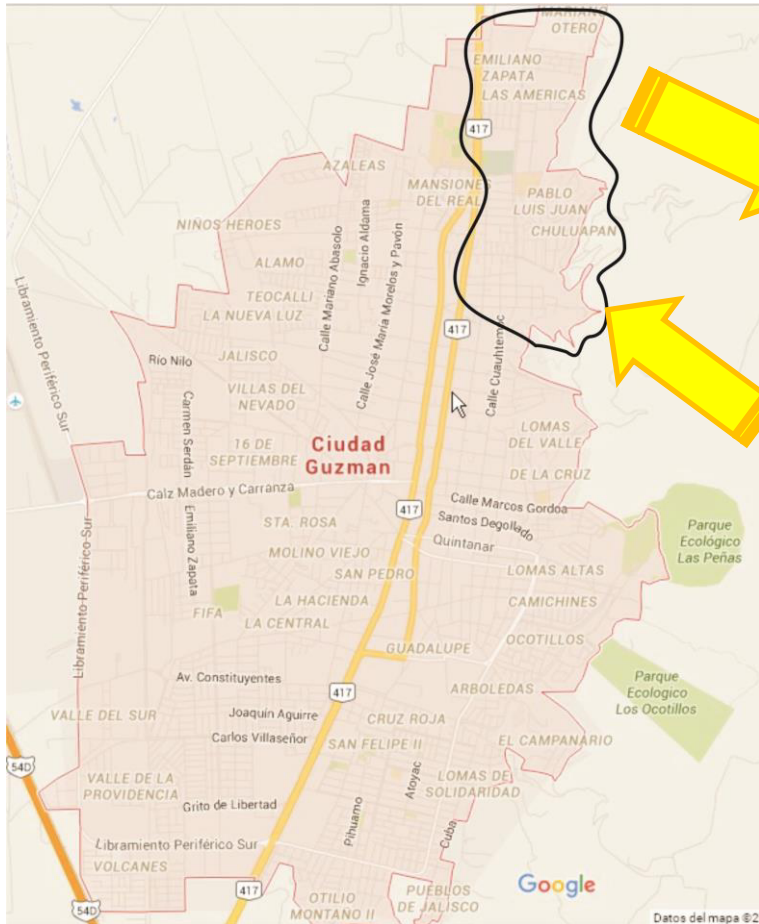 MARIANO
OTERO
EMILIANO
ZAPATA
LAS AMERICAS
417
AZALEAS
MANSIONES
DEL REAL
PABLO
LUIS JUAN
CHULUAPAN
NIÑOS HEROES
Calle Mariano Abasolo
Ignacio Aldama
Calle José María Morelos y Pavón
ALAMO
TEOCALLI
LA NUEVA LUZ
Libramiento Periférico Sur
417
Calle Cuauhtemoc
Río Nilo
JALISCO
VILLAS DEL
NEVADO
Carmen Serdán
16 DE
SEPTIEMBRE
Ciudad
Guzman
LOMAS
DEL VALLE
DE LA CRUZ
Calz Madero y Carranza
417
Calle Marcos Gordoa
Santos Degollado
Quintanar
Emiliano Zapata
STA. ROSA
MOLINO VIEJO
SAN PEDRO
Parque
Ecológico
Las Peñas
LOMAS ALTAS
CAMICHINES
Libramiento Periférico Sur
FIFA
LA HACIENDA
LA CENTRAL
OCOTILLOS
GUADALUPE
Av. Constituyentes
417
ARBOLEDAS
Parque
Ecologico
Los Ocotillos
VALLE DEL SUR
Joaquín Aguirre
Carlos Villaseñor
CRUZ ROJA
SAN FELIPE II
EL CAMPANARIO
54D
VALLE DE LA
PROVIDENCIA
Grito de Libertad
Pihuamo
Atoyac
LOMAS DE
SOLIDARIDAD
Cuba
Libramiento Periférico Sur
VOLCANES
417
OTILIO
MONTAÑO II
PUEBLOS
DE JALISCO
Google
54D
Datos del mapa ©2